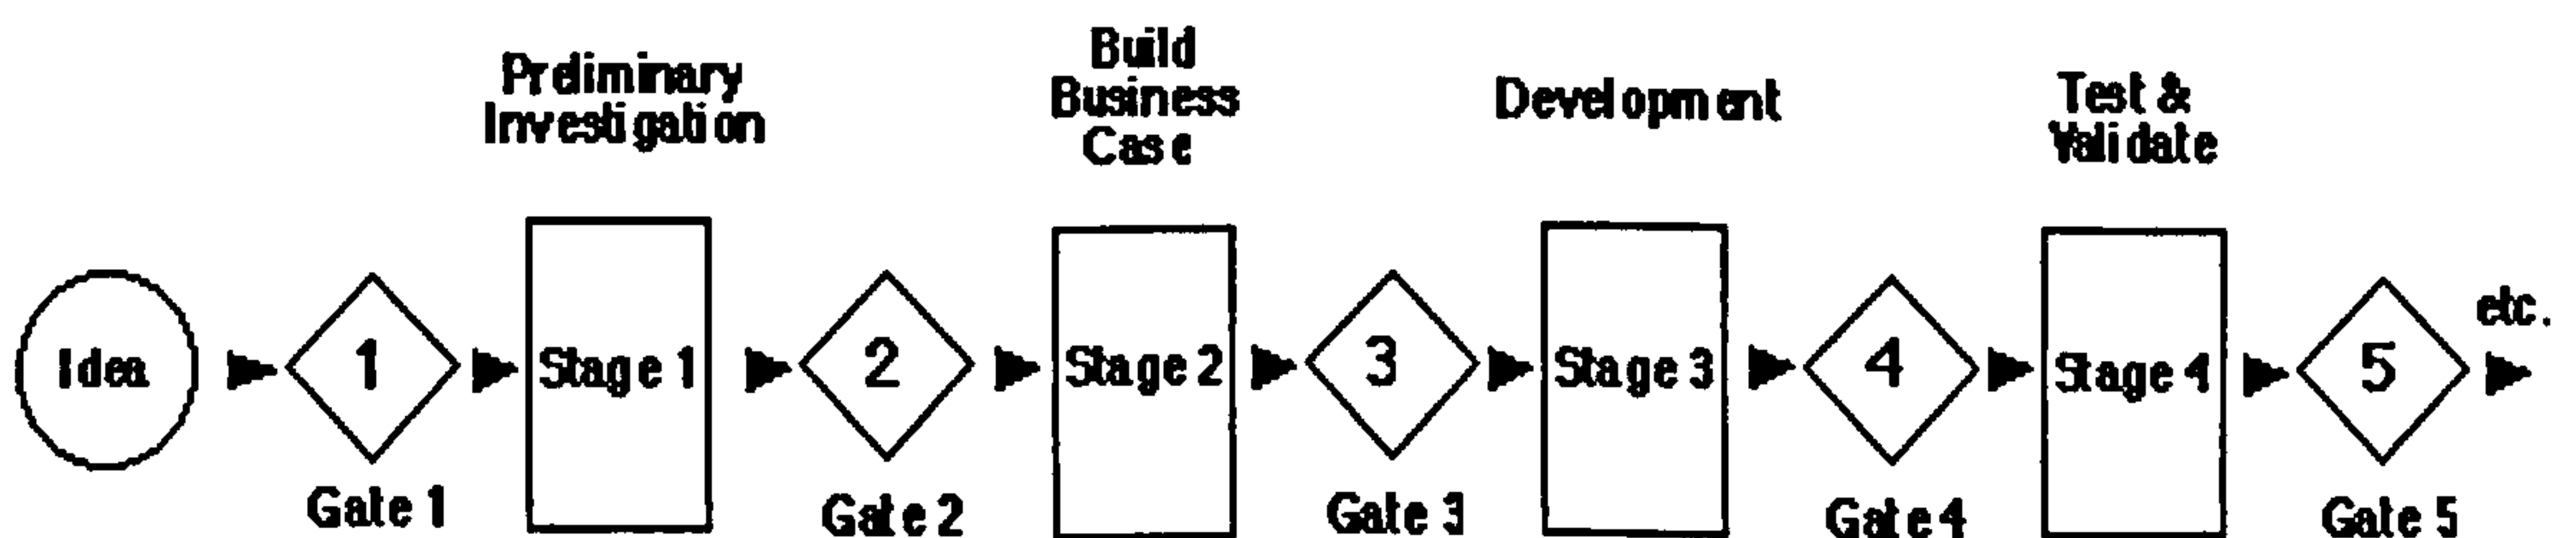 Preliminary
Investigation
Build
Business
Case
Development
Test &
Validate
Idea
1
Stage 1
2
Stage 2
3
Stage 3
4
Stage 4
5
etc.
Gate 1
Gate 2
Gate 3
Gate 4
Gate 5